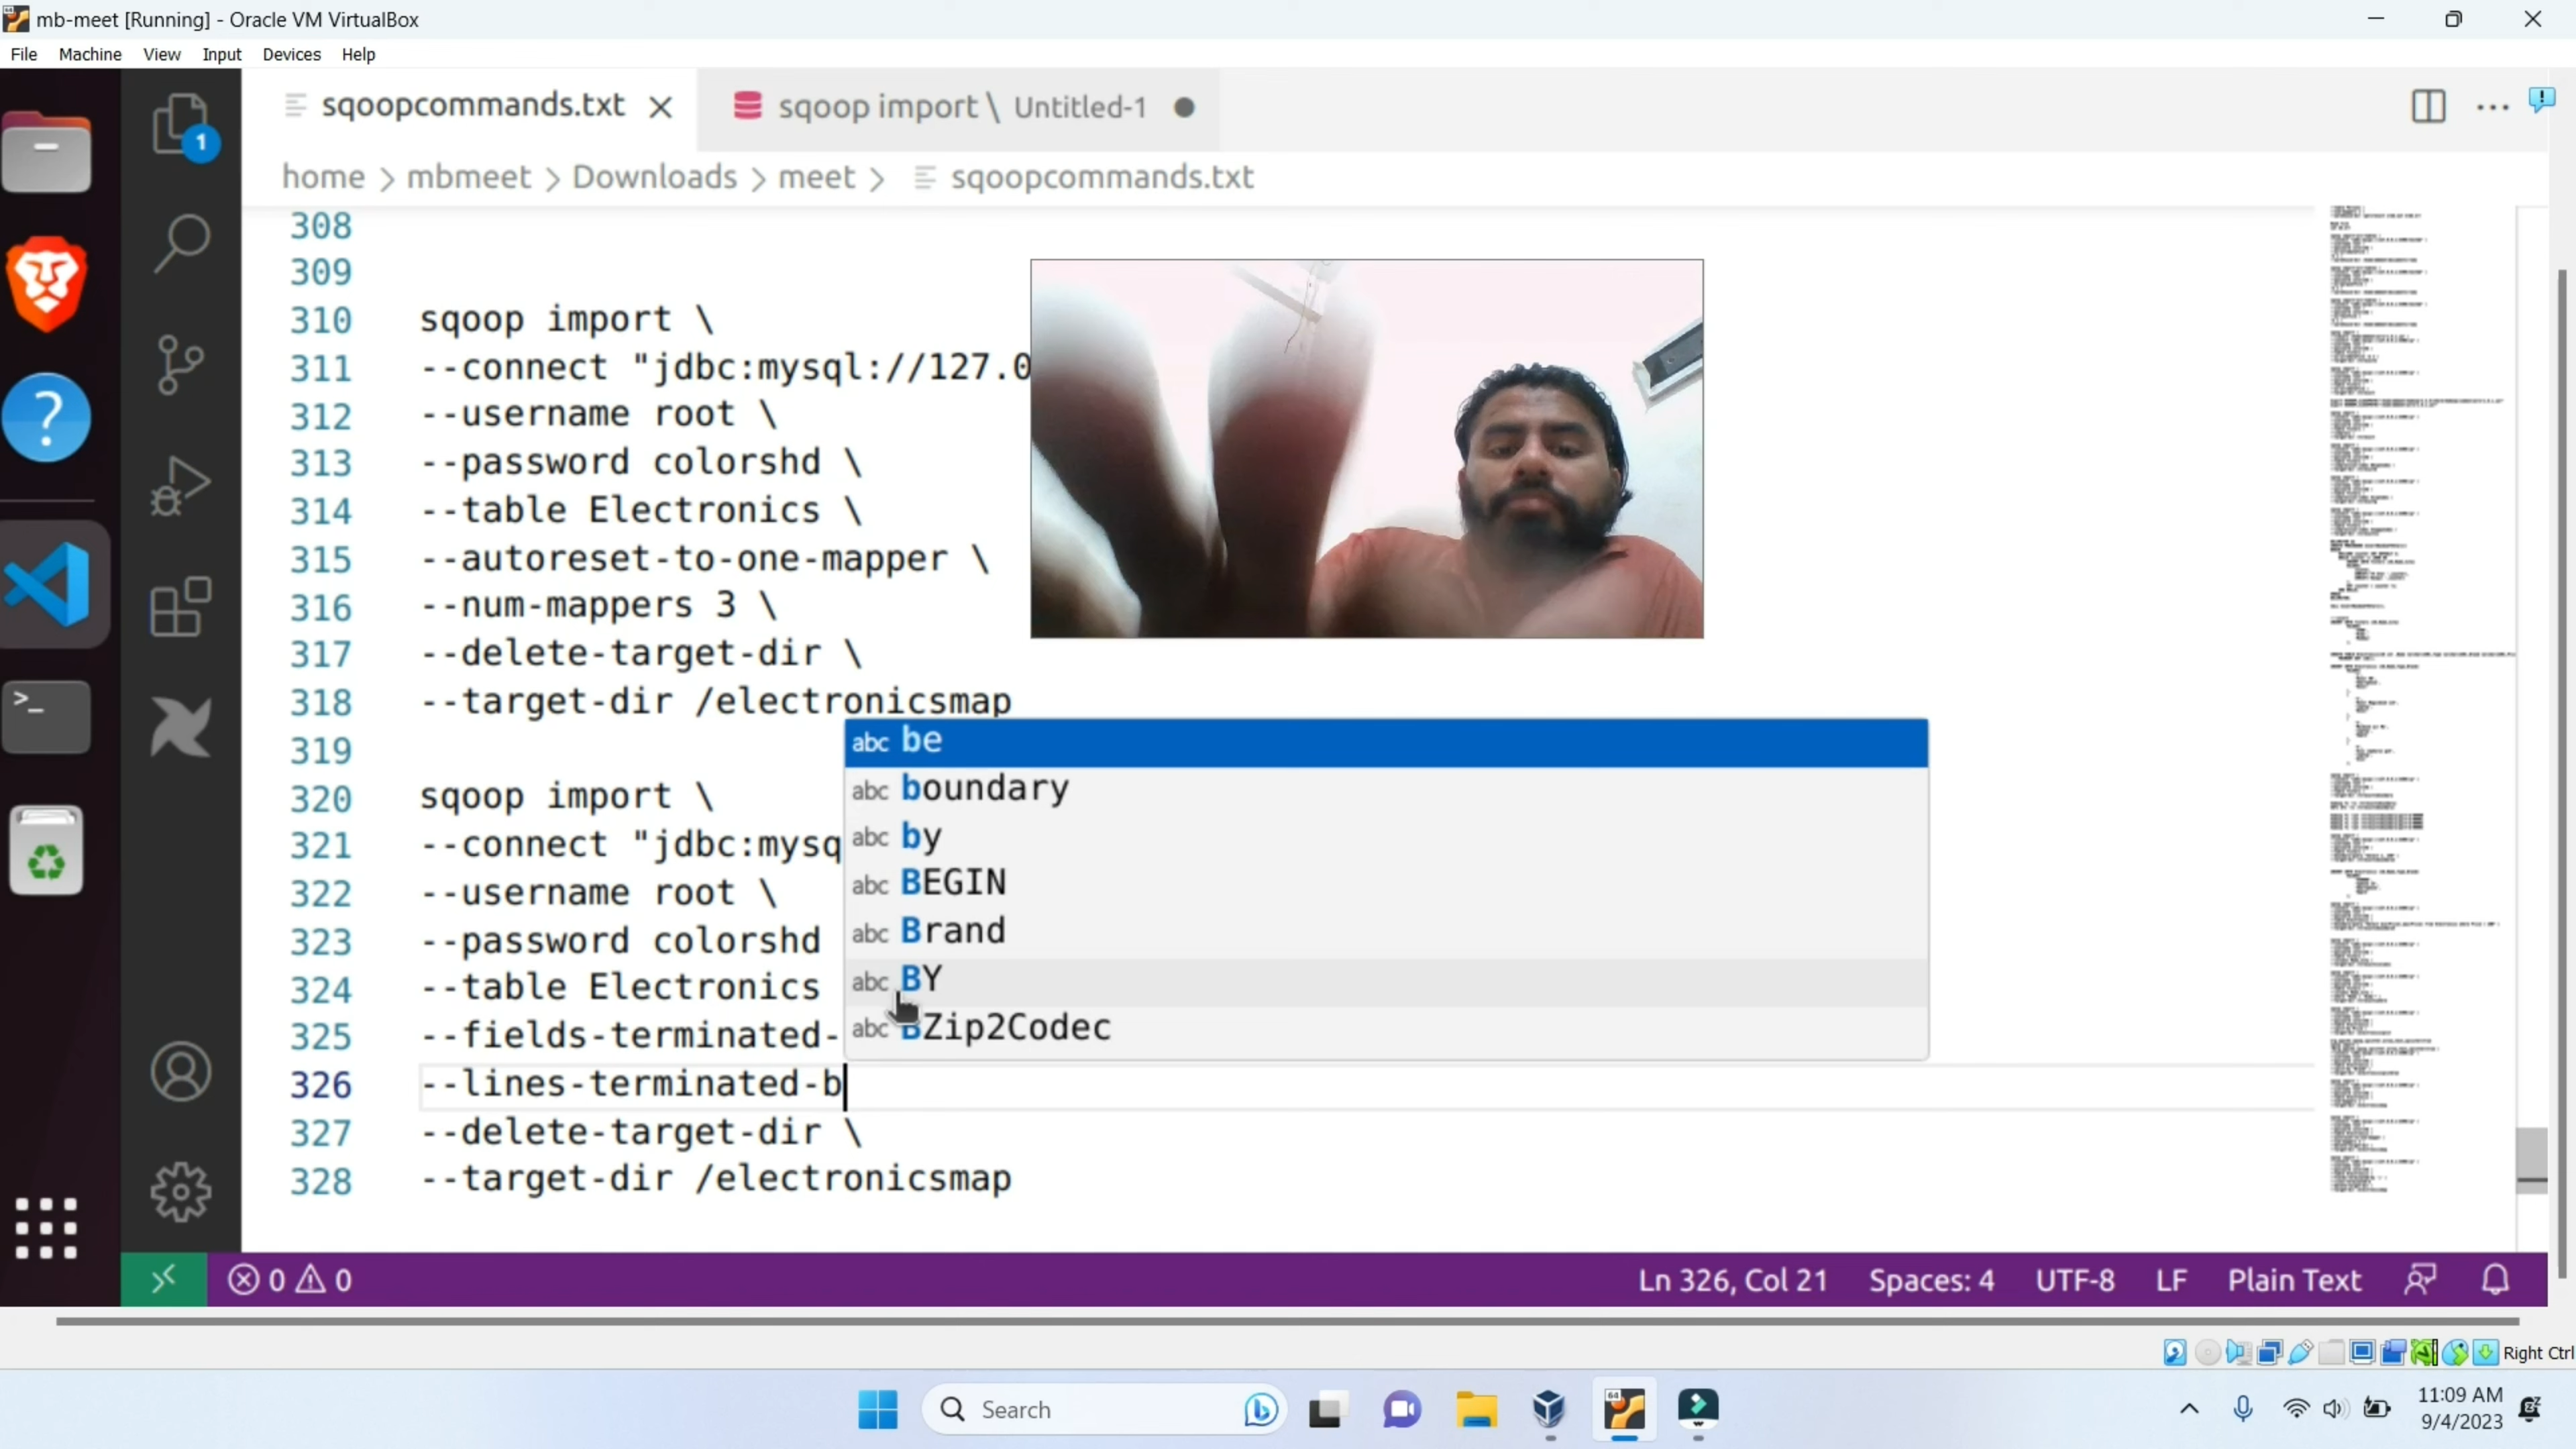 mb-meet [Running] - Oracle VM VirtualBox
File Machine View Input Devices Help
sqoopcommands.txt
sqoop import \ Untitled-1
1
home > mbmeet > Downloads > meet > sqoopcommands.txt
308
309
310 sqoop import \
311 --connect "jdbc:mysql://127.0
312 --username root \
313 --password colorshd \
314 --table Electronics \
315 --autoreset-to-one-mapper \
316 --num-mappers 3 \
317 --delete-target-dir \
318 --target-dir /electronicsmap
319
320 sqoop import \
321 --connect "jdbc:mysq
322 --username root \
323 --password colorshd
324 --table Electronics
325 --fields-terminated-
326 --lines-terminated-b
327 --delete-target-dir \
328 --target-dir /electronicsmap
abc be
abc boundary
abc by
abc BEGIN
abc Brand
abc BY
abc BZip2Codec
0 0
Ln 326, Col 21 Spaces: 4 UTF-8 LF Plain Text
Right Ctrl
Search
64
11:09 AM
9/4/2023